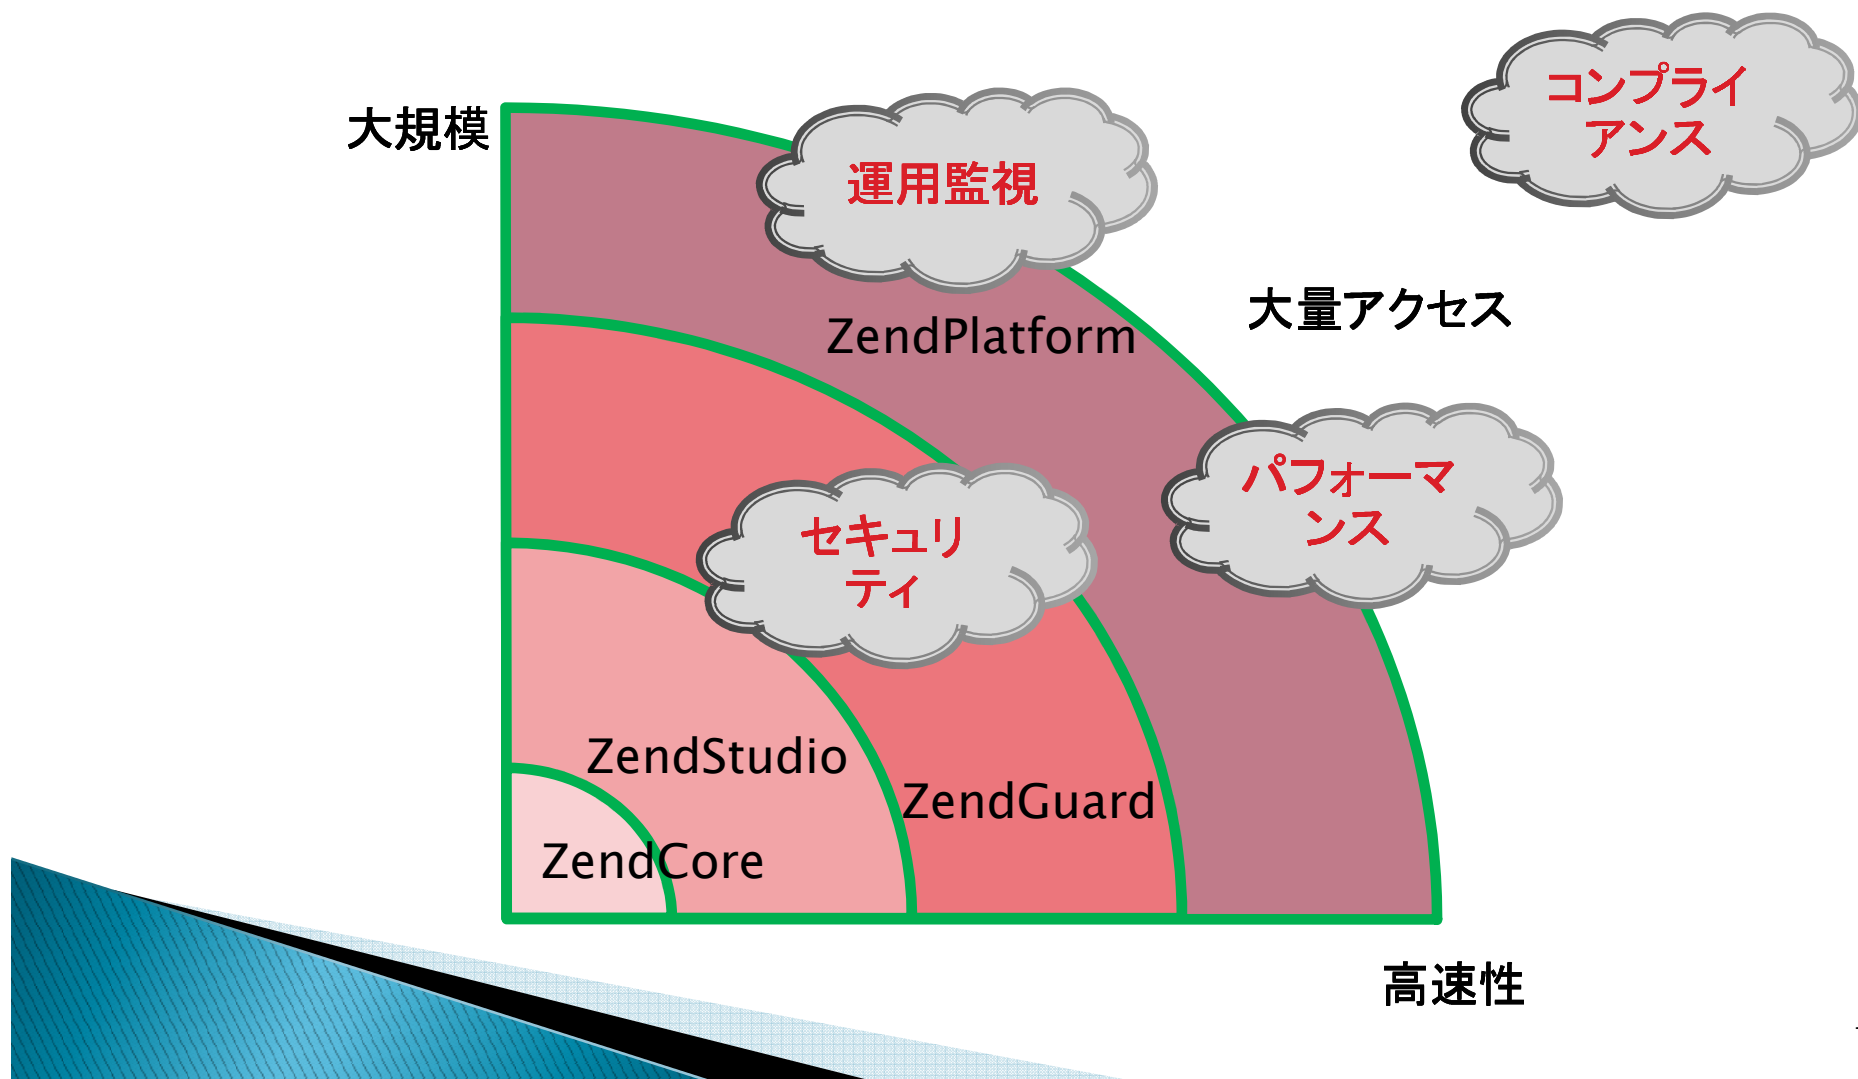 コンプライ
アンス
大規模
運用監視
大量アクセス
ZendPlatform
パフォーマ
ンス
セキュリ
ティ
ZendStudio
ZendGuard
ZendCore
高速性